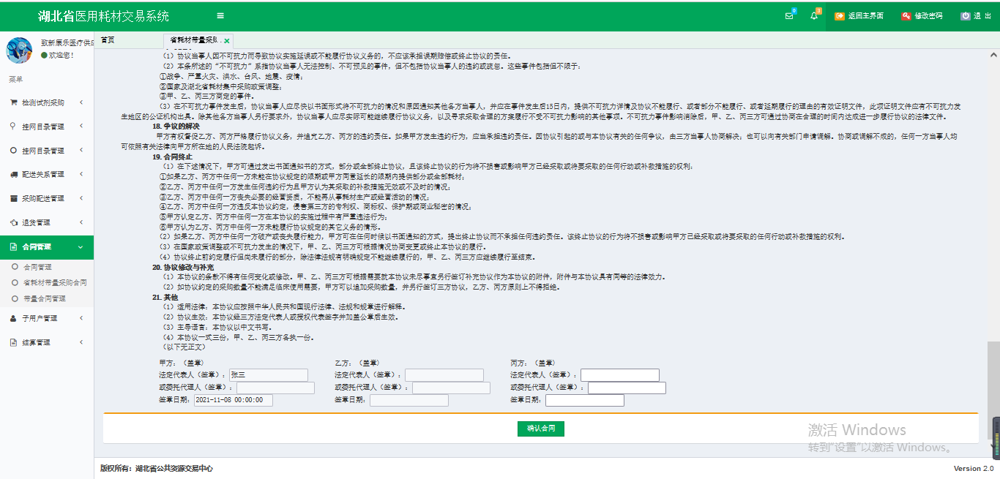 湖北省医用耗材交易系统
0
3
返回主界面
修改密码
退 出
致新康乐医疗供应
欢迎您！
首页
省耗材带量采购..
菜单
检测试剂采购
挂网目录管理
挂网目录管理
配送关系管理
采购配送管理
退货管理
合同管理
合同管理
省耗材带量采购合同
带量合同管理
子用户管理
结算管理
（1）协议当事人因不可抗力而导致协议实施延误或不能履行协议义务的，不应该承担误期赔偿或终止协议的责任。
（2）本条所述的“不可抗力”系指协议当事人无法控制、不可预见的事件，但不包括协议当事人的违约或疏忽。这些事件包括但不限于：
①战争、严重火灾、洪水、台风、地震、疫情；
②国家及湖北省耗材集中采购政策调整；
③甲、乙、丙三方商定的事件。
（3）在不可抗力事件发生后，协议当事人应尽快以书面形式将不可抗力的情况和原因通知其他各方当事人，并应在事件发生后15日内，提供不可抗力详情及协议不能履行、或者部分不能履行、或者延期履行的理由的有效证明文件，此项证明文件应有不可抗力发
生地区的公证机构出具。除其他各方当事人另行要求外，协议当事人应尽实际可能继续履行协议义务，以及寻求采取合理的方案履行不受不可抗力影响的其他事项。不可抗力事件影响消除后，甲、乙、丙三方可通过协商在合理的时间内达成进一步履行协议的法律文件。
18. 争议的解决
甲方有权督促乙方、丙方严格履行协议义务，并追究乙方、丙方的违约责任。如果甲方发生违约行为，应当承担违约责任。因协议引起的或与本协议有关的任何争议，由三方当事人协商解决；也可以向有关部门申请调解。协商或调解不成的，任何一方当事人均
可依照有关法律向甲方所在地的人民法院起诉。
19. 合同终止
（1）在下述情况下，甲方可通过发出书面通知书的方式，部分或全部终止协议，且该终止协议的行为将不损害或影响甲方已经采取或将要采取的任何行动或补救措施的权利：
①如果乙方、丙方中任何一方未能在协议规定的限期或甲方同意延长的限期内提供部分或全部耗材；
②乙方、丙方中任何一方发生任何违约行为且甲方认为其采取的补救措施无效或不及时的情况；
③乙方、丙方中任何一方丧失必要的经营资质，不能再从事耗材生产或经营活动的情况；
④乙方、丙方中任何一方违反本协议约定，侵害第三方的专利权、商标权、保护期或商业秘密的情况；
⑤甲方认定乙方、丙方中任何一方在本协议的实施过程中有严重违法行为；
⑥甲方认为乙方、丙方中任何一方未能履行协议规定的其它义务的情形。
（2）如果乙方、丙方中任何一方破产或丧失履行能力，甲方可在任何时候以书面通知的方式，提出终止协议而不承担任何违约责任。该终止协议的行为将不损害或影响甲方已经采取或将要采取的任何行动或补救措施的权利。
（3）在国家政策调整或不可抗力发生的情况下，甲、乙、丙三方可根据情况协商变更或终止本协议的履行。
（4）协议终止前约定履行但尚未履行的部分，除法律法规有明确规定不能继续履行的，甲、乙、丙三方应继续履行至结束。
20. 协议修改与补充
（1）本协议的条款不得有任何变化或修改。甲、乙、丙三方可根据需要就本协议未尽事宜另行签订补充协议作为本协议的附件，附件与本协议具有同等的法律效力。
（2）如协议约定的采购数量不能满足临床使用需要，甲方可以追加采购数量，并另行签订三方协议，乙方、丙方原则上不得拒绝。
21. 其他
（1）适用法律：本协议应按照中华人民共和国现行法律、法规和规章进行解释。
（2）协议生效：本协议经三方法定代表人或授权代表签字并加盖公章后生效。
（3）主导语言：本协议以中文书写。
（4）本协议一式三份，甲、乙、丙三方各执一份。
（以下无正文）
甲方：（盖章） 乙方：（盖章） 丙方：（盖章）
法定代表人（签章）：张三 法定代表人（签章）： 法定代表人（签章）：
或委托代理人（签章）： 或委托代理人（签章）： 或委托代理人（签章）：
签章日期：2021-11-08 00:00:00 签章日期： 签章日期：
确认合同
激活 Windows
转到“设置”以激活 Windows。
版权所有：湖北省公共资源交易中心
Version 2.0